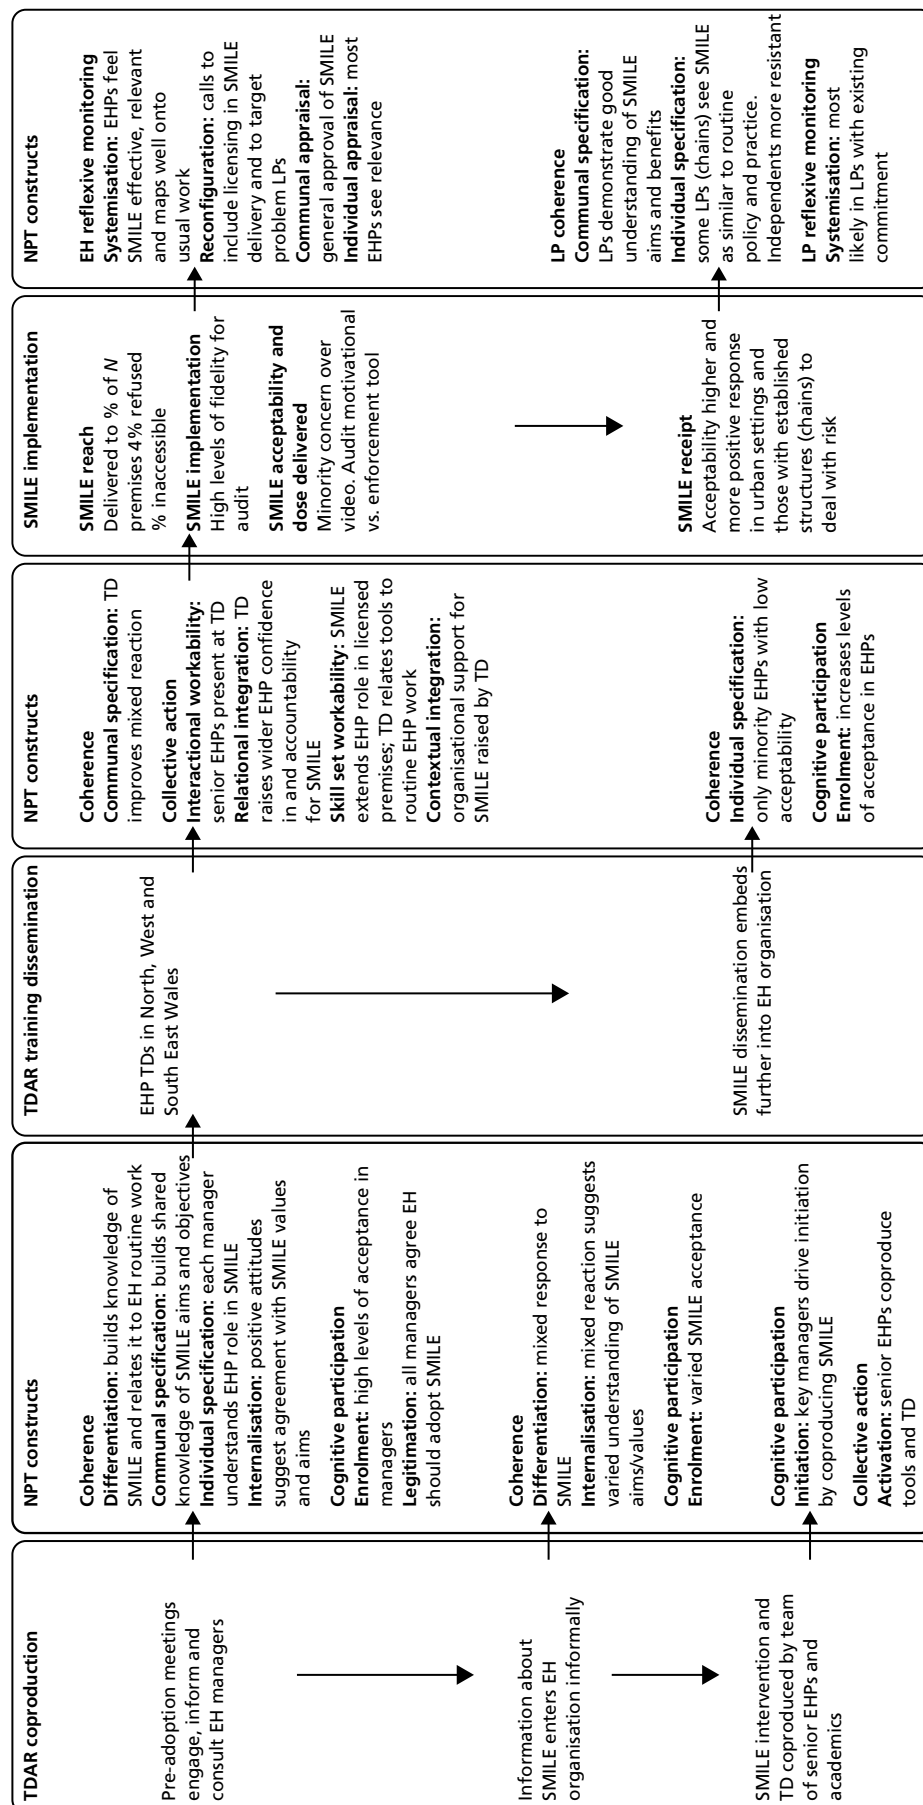 TDAR coproduction
Pre-adoption meetings
engage, inform and
consult EH managers
Information about
SMILE enters EH
organisation informally
SMILE intervention and
TD coproduced by team
of senior EHPs and
academics
NPT constructs
Coherence
Differentiation: builds knowledge of
SMILE and relates it to EH routine work
Communal specification: builds shared
knowledge of SMILE aims and objectives
Individual specification: each manager
understands EHP role in SMILE
Internalisation: positive attitudes
suggest agreement with SMILE values
and aims
Cognitive participation
Enrolment: high levels of acceptance in
managers
Legitimation: all managers agree EH
should adopt SMILE
Coherence
Differentiation: mixed response to
SMILE
Internalisation: mixed reaction suggests
varied understanding of SMILE
aims/values
Cognitive participation
Enrolment: varied SMILE acceptance
Cognitive participation
Initiation: key managers drive initiation
by coproducing SMILE
Collective action
Activation: senior EHPs coproduce
tools and TD
TDAR training dissemination
EHP TDs in North, West and
South East Wales
SMILE dissemination embeds
further into EH organisation
NPT constructs
Coherence
Communal specification: TD
improves mixed reaction
Collective action
Interactional workability:
senior EHPs present at TD
Relational integration: TD
raises wider EHP confidence
in and accountability
for SMILE
Skill set workability: SMILE
extends EHP role in licensed
premises; TD relates tools to
routine EHP work
Contextual integration:
organisational support for
SMILE raised by TD
Coherence
Individual specification:
only minority EHPs with low
acceptability
Cognitive participation
Enrolment: increases levels
of acceptance in EHPs
SMILE implementation
SMILE reach
Delivered to % of N
premises 4% refused
% inaccessible
SMILE implementation
High levels of fidelity for
audit
SMILE acceptability and
dose delivered
Minority concern over
video. Audit motivational
vs. enforcement tool
SMILE receipt
Acceptability higher and
more positive response
in urban settings and
those with established
structures (chains) to
deal with risk
NPT constructs
EH reflexive monitoring
Systemisation: EHPs feel
SMILE effective, relevant
and maps well onto
usual work
Reconfiguration: calls to
include licensing in SMILE
delivery and to target
problem LPs
Communal appraisal:
general approval of SMILE
Individual appraisal: most
EHPs see relevance
LP coherence
Communal specification:
LPs demonstrate good
understanding of SMILE
aims and benefits
Individual specification:
some LPs (chains) see SMILE
as similar to routine
policy and practice.
Independents more resistant
LP reflexive monitoring
Systemisation: most
likely in LPs with existing
commitment